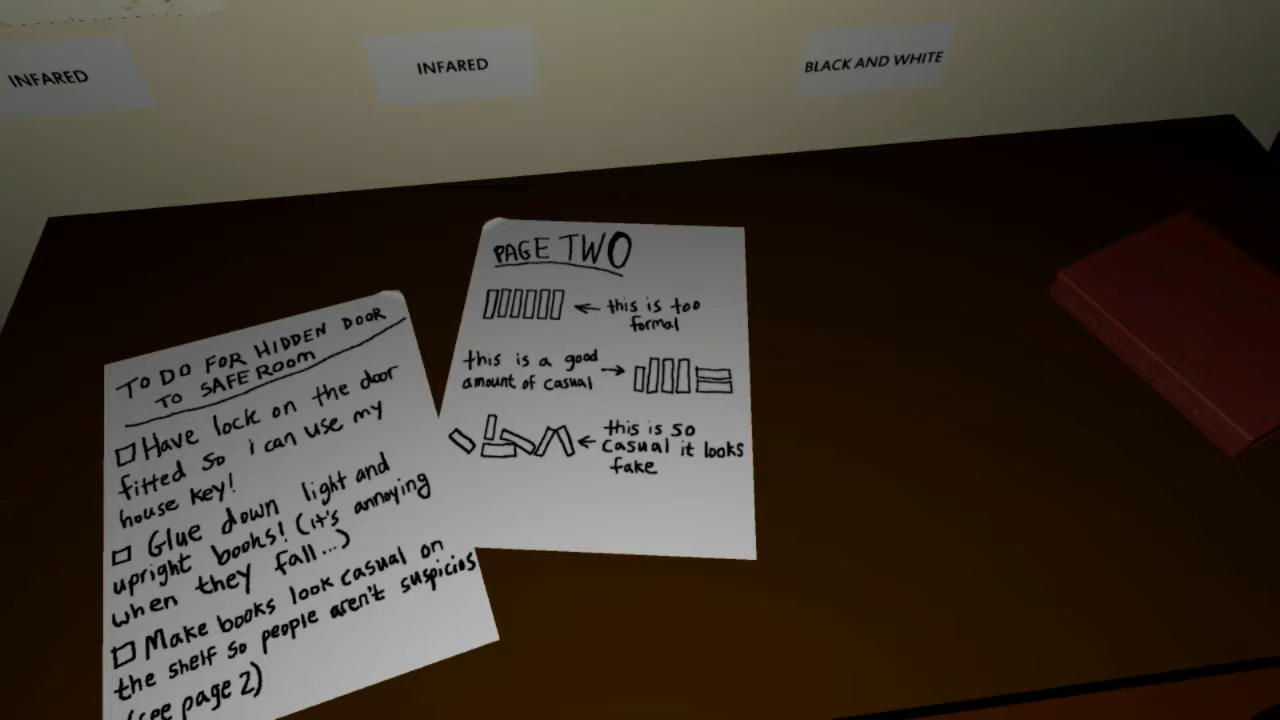 INFARED
INFARED
BLACK AND WHITE
TO DO FOR HIDDEN DOOR
TO SAFE ROOM
Have lock on the door
fitted so i can use my
house key!
Glue down light and
upright books! (it's annoying
when they fall...)
Make books look casual on
the shelf so people aren't suspicios
(see page 2)
PAGE TWO
this is too
formal
this is a good
amount of casual
this is so
casual it looks
fake